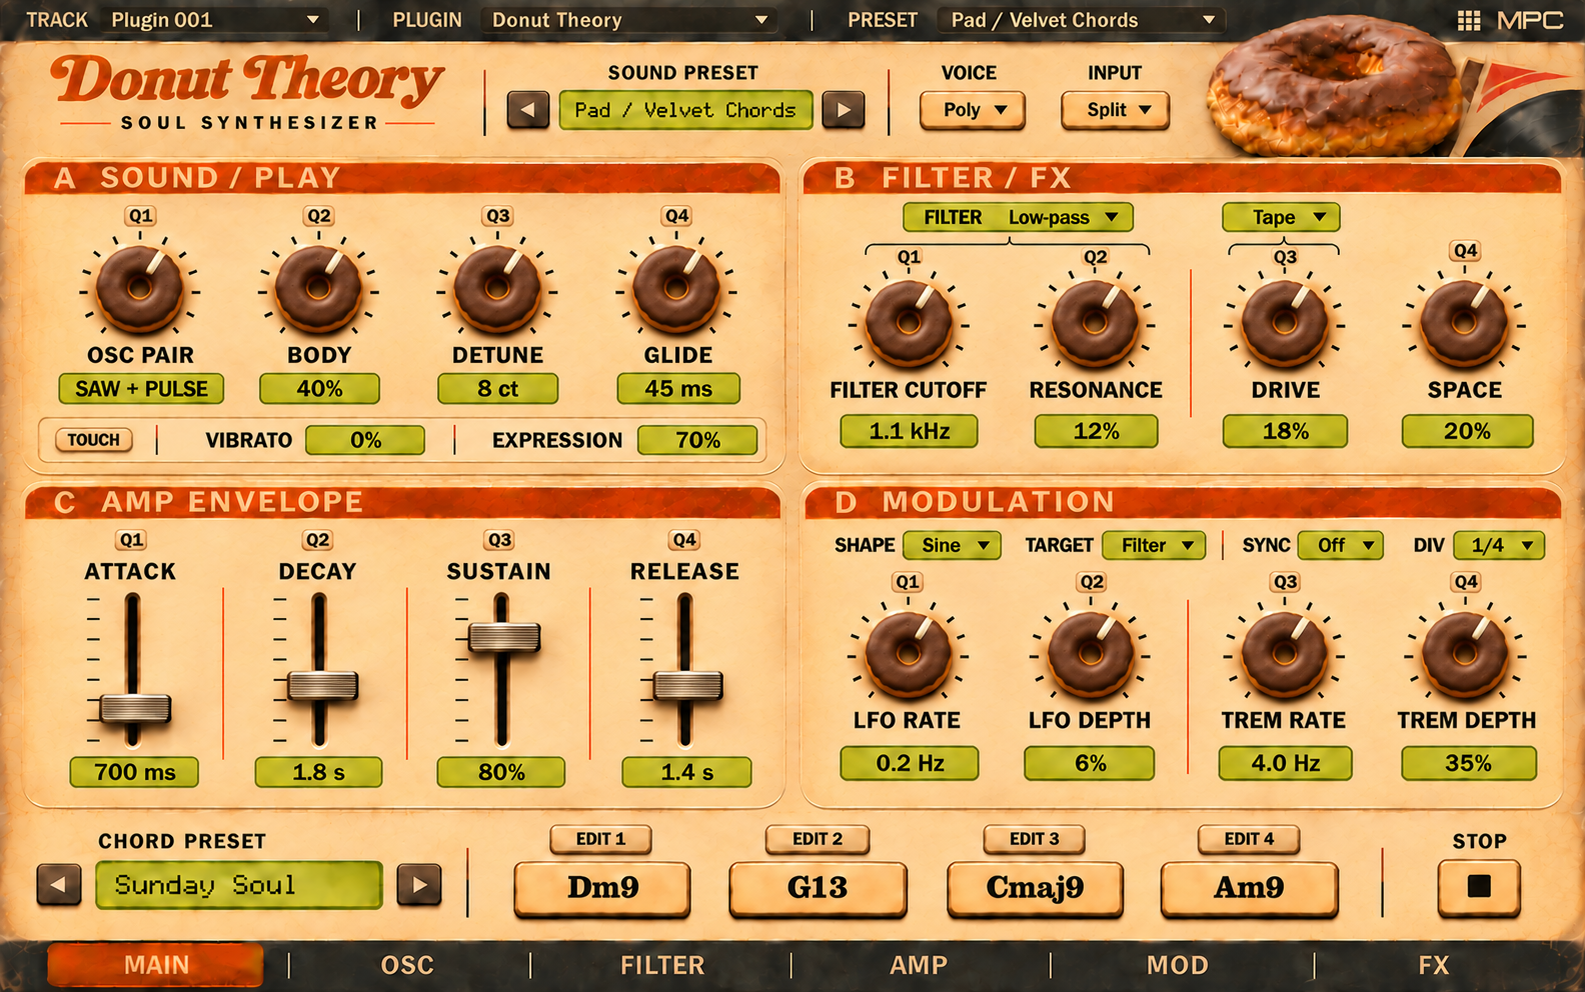 TRACK Plugin 001 PLUGIN Donut Theory PRESET Pad / Velvet Chords MPC
Donut Theory
SOUL SYNTHESIZER
SOUND PRESET
Pad / Velvet Chords
VOICE
Poly
INPUT
Split
A SOUND / PLAY
Q1 Q2 Q3 Q4
OSC PAIR BODY DETUNE GLIDE
SAW + PULSE 40% 8 ct 45 ms
TOUCH VIBRATO 0% EXPRESSION 70%
B FILTER / FX
FILTER Low-pass Tape
Q1 Q2 Q3 Q4
FILTER CUTOFF RESONANCE DRIVE SPACE
1.1 kHz 12% 18% 20%
C AMP ENVELOPE
Q1 Q2 Q3 Q4
ATTACK DECAY SUSTAIN RELEASE
700 ms 1.8 s 80% 1.4 s
D MODULATION
SHAPE Sine TARGET Filter SYNC Off DIV 1/4
Q1 Q2 Q3 Q4
LFO RATE LFO DEPTH TREM RATE TREM DEPTH
0.2 Hz 6% 4.0 Hz 35%
CHORD PRESET
Sunday Soul
EDIT 1 EDIT 2 EDIT 3 EDIT 4
Dm9 G13 Cmaj9 Am9
STOP
MAIN OSC FILTER AMP MOD FX